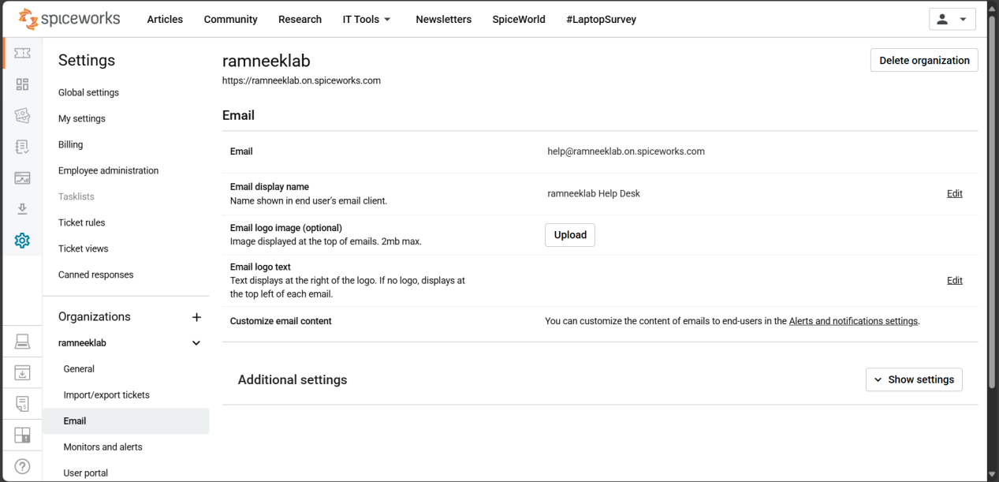 spiceworks
Articles
Community
Research
IT Tools
Newsletters
SpiceWorld
#LaptopSurvey
Settings
Global settings
My settings
Billing
Employee administration
Tasklists
Ticket rules
Ticket views
Canned responses
Organizations
ramneeklab
General
Import/export tickets
Email
Monitors and alerts
User portal
ramneeklab
https://ramneeklab.on.spiceworks.com
Delete organization
Email
Email
help@ramneeklab.on.spiceworks.com
Email display name
Name shown in end user's email client.
ramneeklab Help Desk
Edit
Email logo image (optional)
Image displayed at the top of emails. 2mb max.
Upload
Email logo text
Text displays at the right of the logo. If no logo, displays at
the top left of each email.
Edit
Customize email content
You can customize the content of emails to end-users in the Alerts and notifications settings.
Additional settings
Show settings